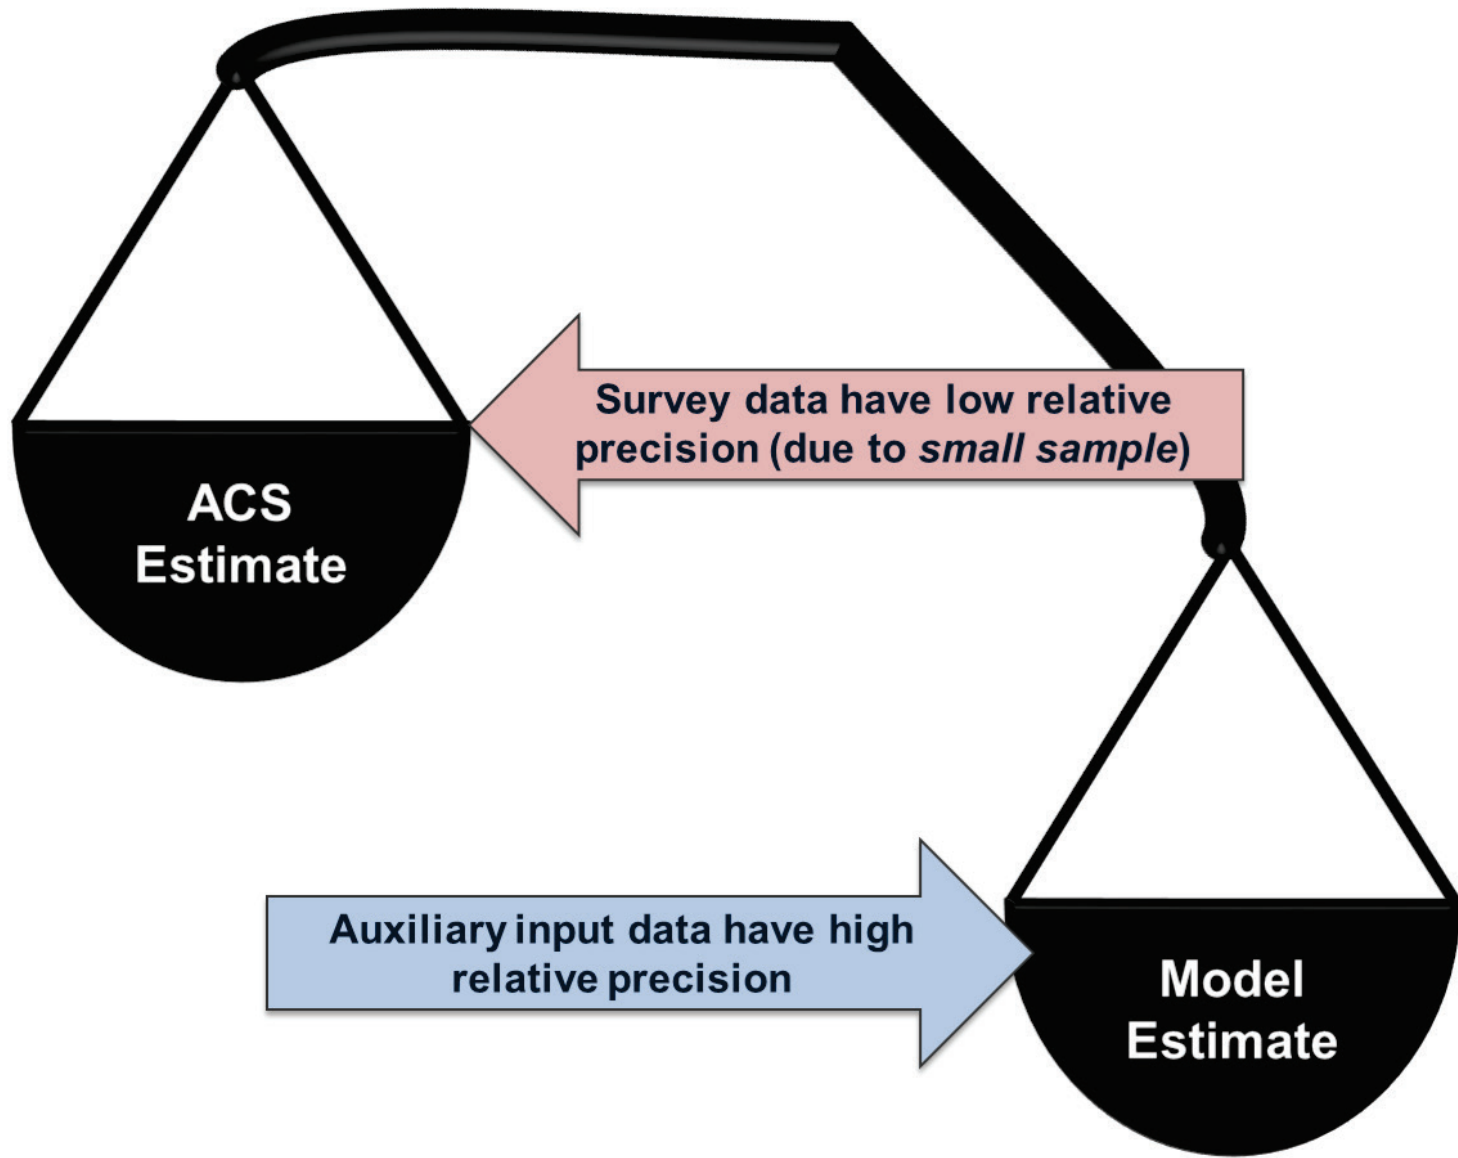 Survey data have low relative
precision (due to small sample)
ACS
Estimate
Auxiliary input data have high
relative precision
Model
Estimate